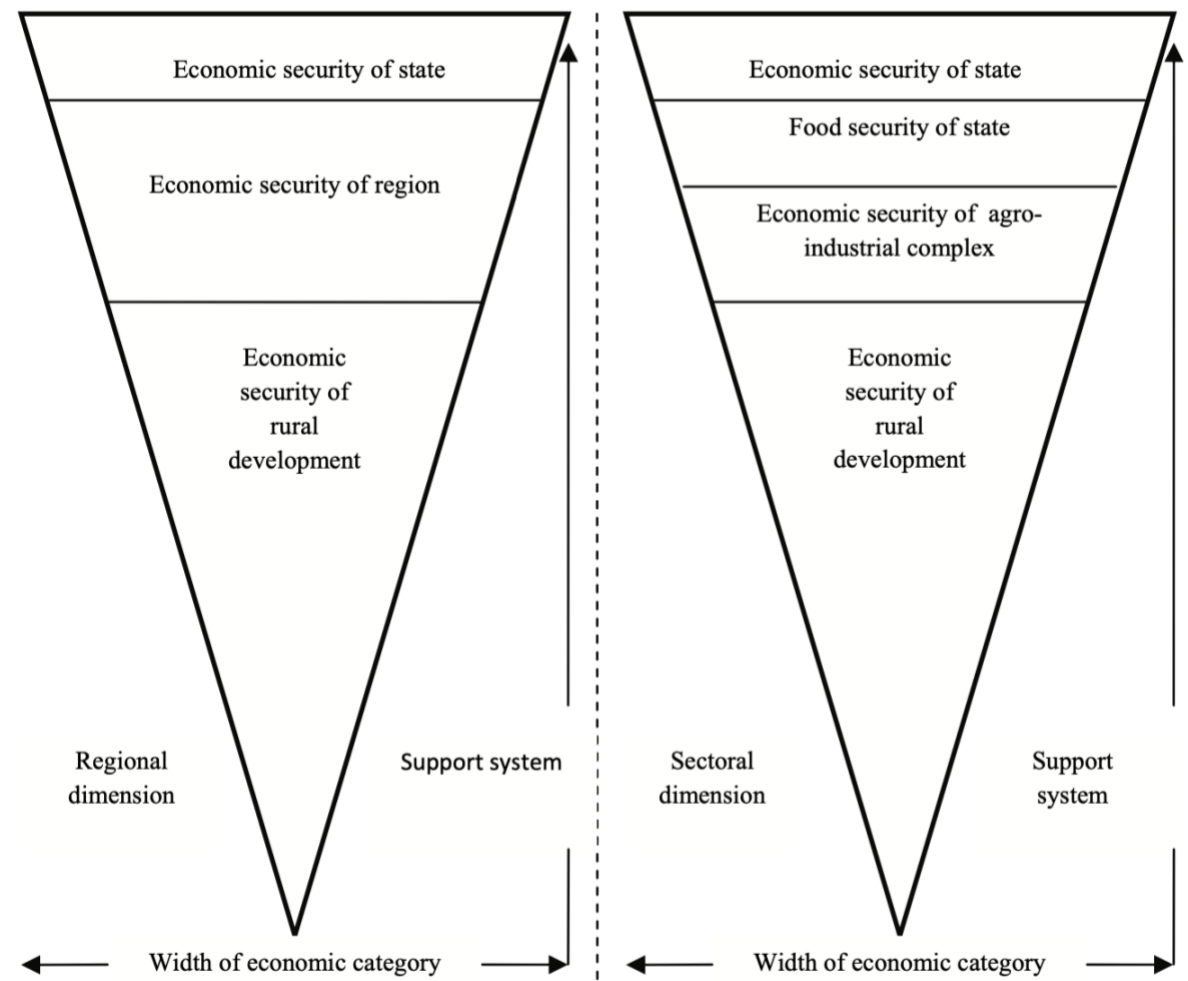 Economic security of state
Economic security of region
Economic
security of
rural
development
Regional
dimension
Support system
Width of economic category
Economic security of state
Food security of state
Economic security of agro-
industrial complex
Economic
security of
rural
development
Sectoral
dimension
Support
system
Width of economic category